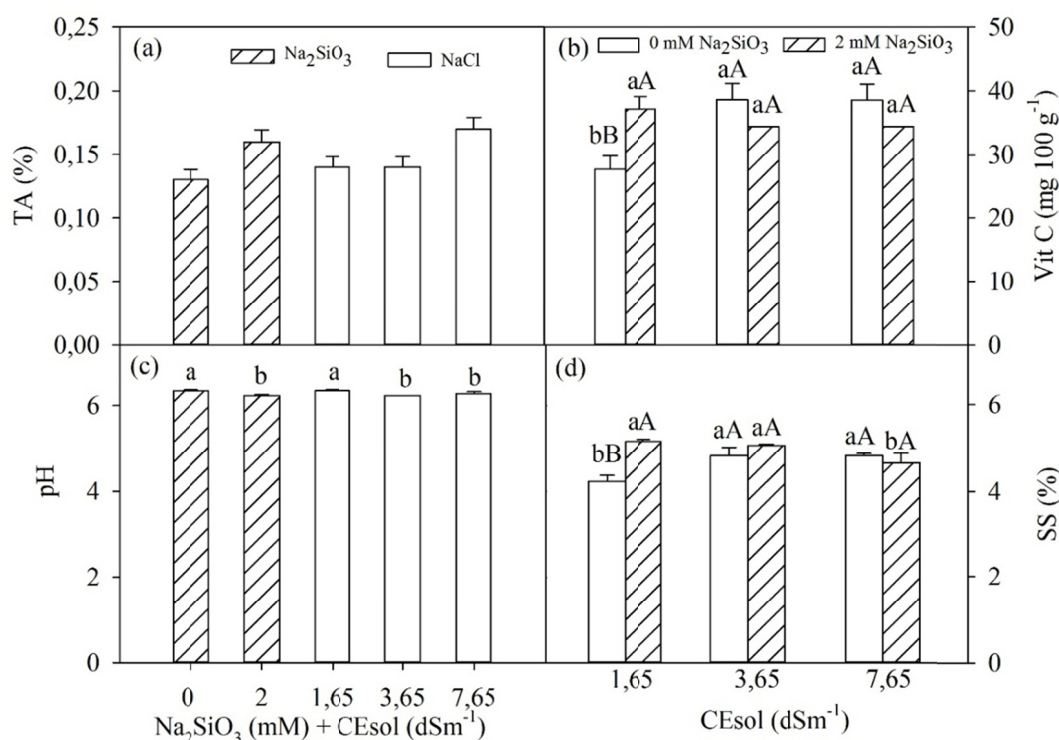 (a)
Na₂SiO₃
NaCl
TA (%)
0,25
0,20
0,15
0,10
0,05
0,00
(b)
0 mM Na₂SiO₃
2 mM Na₂SiO₃
bB
aA
aA
aA
aA
aA
50
40
30
20
10
0
Vit C (mg 100 g⁻¹)
(c)
a
b
a
b
b
pH
6
4
2
0
0
2
1,65
3,65
7,65
Na₂SiO₃ (mM) + CEsol (dSm⁻¹)
(d)
bB
aA
aA
aA
aA
bA
6
4
2
0
SS (%)
1,65
3,65
7,65
CEsol (dSm⁻¹)